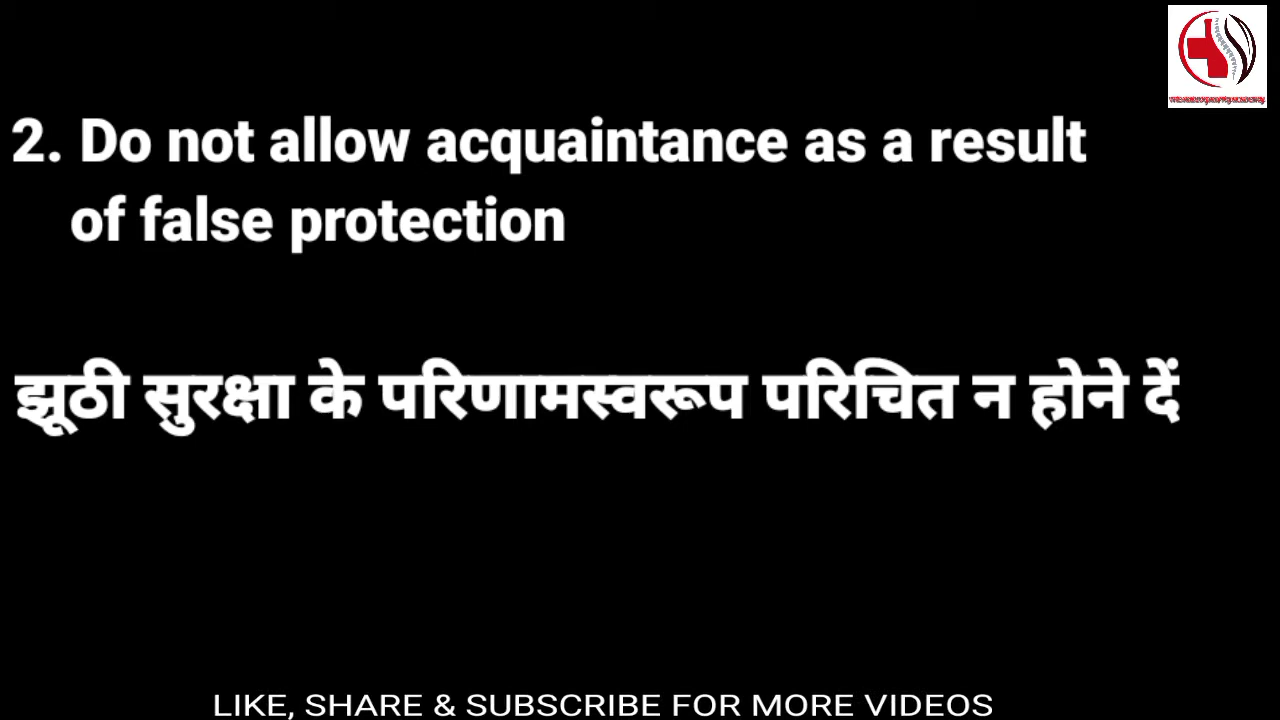 2. Do not allow acquaintance as a result
of false protection
झूठी सुरक्षा के परिणामस्वरूप परिचित न होने दें
LIKE, SHARE & SUBSCRIBE FOR MORE VIDEOS